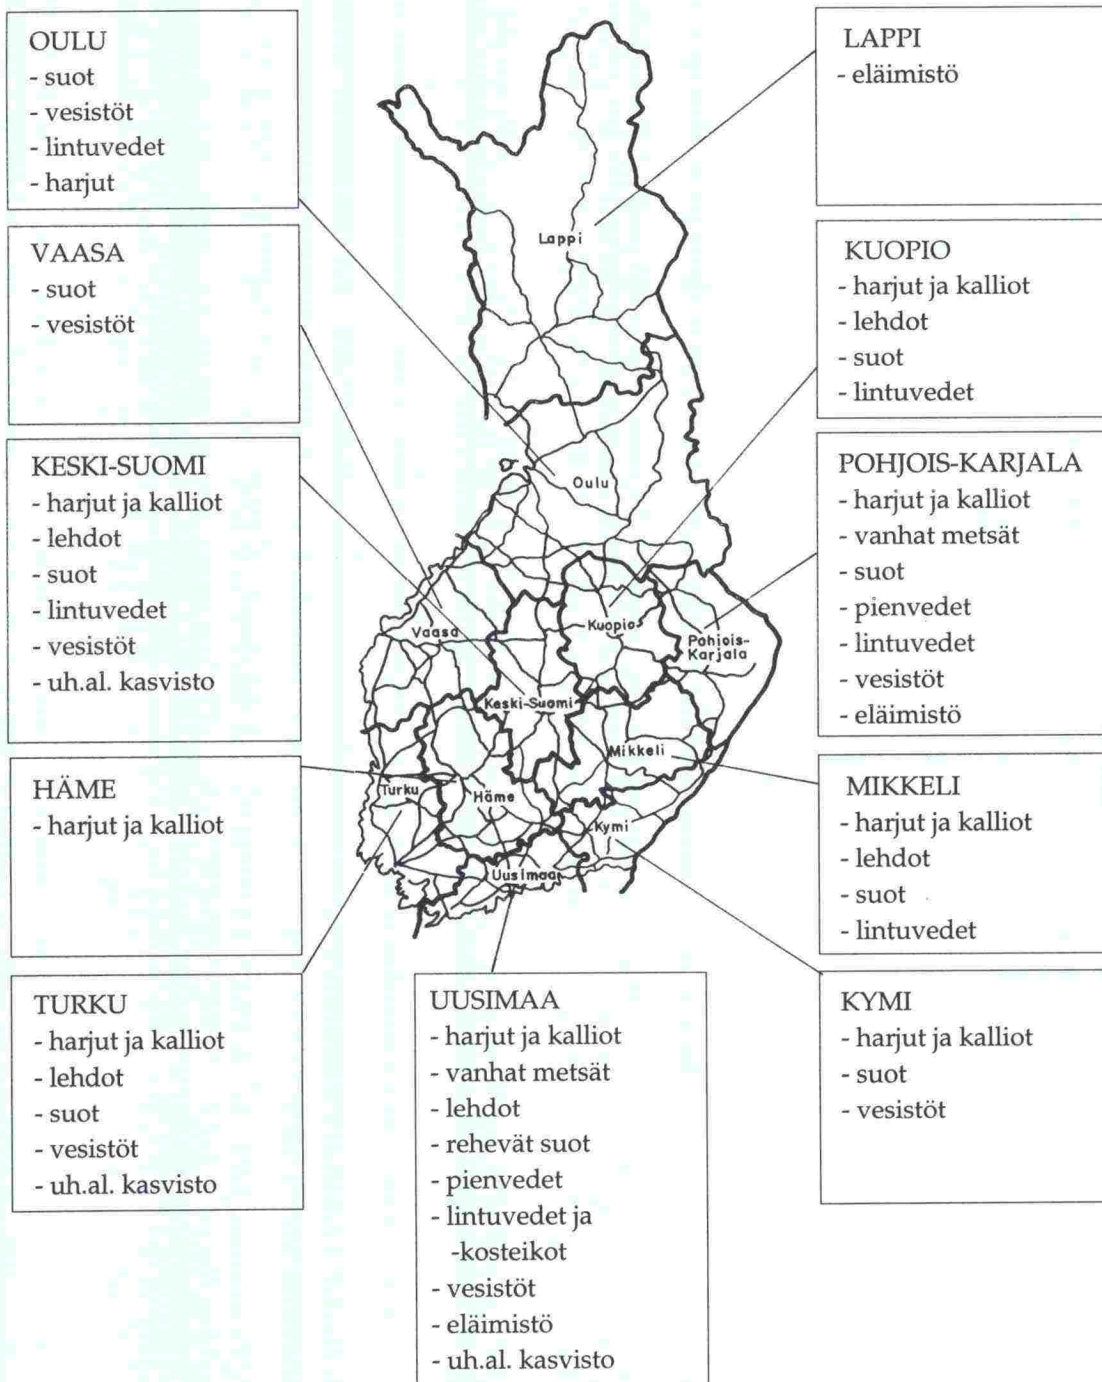 OULU
- suot
- vesistöt
- lintuvedet
- harjut
LAPPI
- eläimistö
VAASA
- suot
- vesistöt
KUOPIO
- harjut ja kalliot
- lehdot
- suot
- lintuvedet
KESKI-SUOMI
- harjut ja kalliot
- lehdot
- suot
- lintuvedet
- vesistöt
- uh.al. kasvisto
POHJOIS-KARJALA
- harjut ja kalliot
- vanhat metsät
- suot
- pienvedet
- lintuvedet
- vesistöt
- eläimistö
HÄME
- harjut ja kalliot
MIKKELI
- harjut ja kalliot
- lehdot
- suot
- lintuvedet
TURKU
- harjut ja kalliot
- lehdot
- suot
- vesistöt
- uh.al. kasvisto
UUSIMAA
- harjut ja kalliot
- vanhat metsät
- lehdot
- rehevät suot
- pienvedet
- lintuvedet ja
-kosteikot
- vesistöt
- eläimistö
- uh.al. kasvisto
KYMI
- harjut ja kalliot
- suot
- vesistöt
Lappi
Oulu
Vaasa
Kuopio
Pohjois-
Karjala
Keski-Suomi
Mikkeli
Turku
Häme
Kymi
Uusimaa